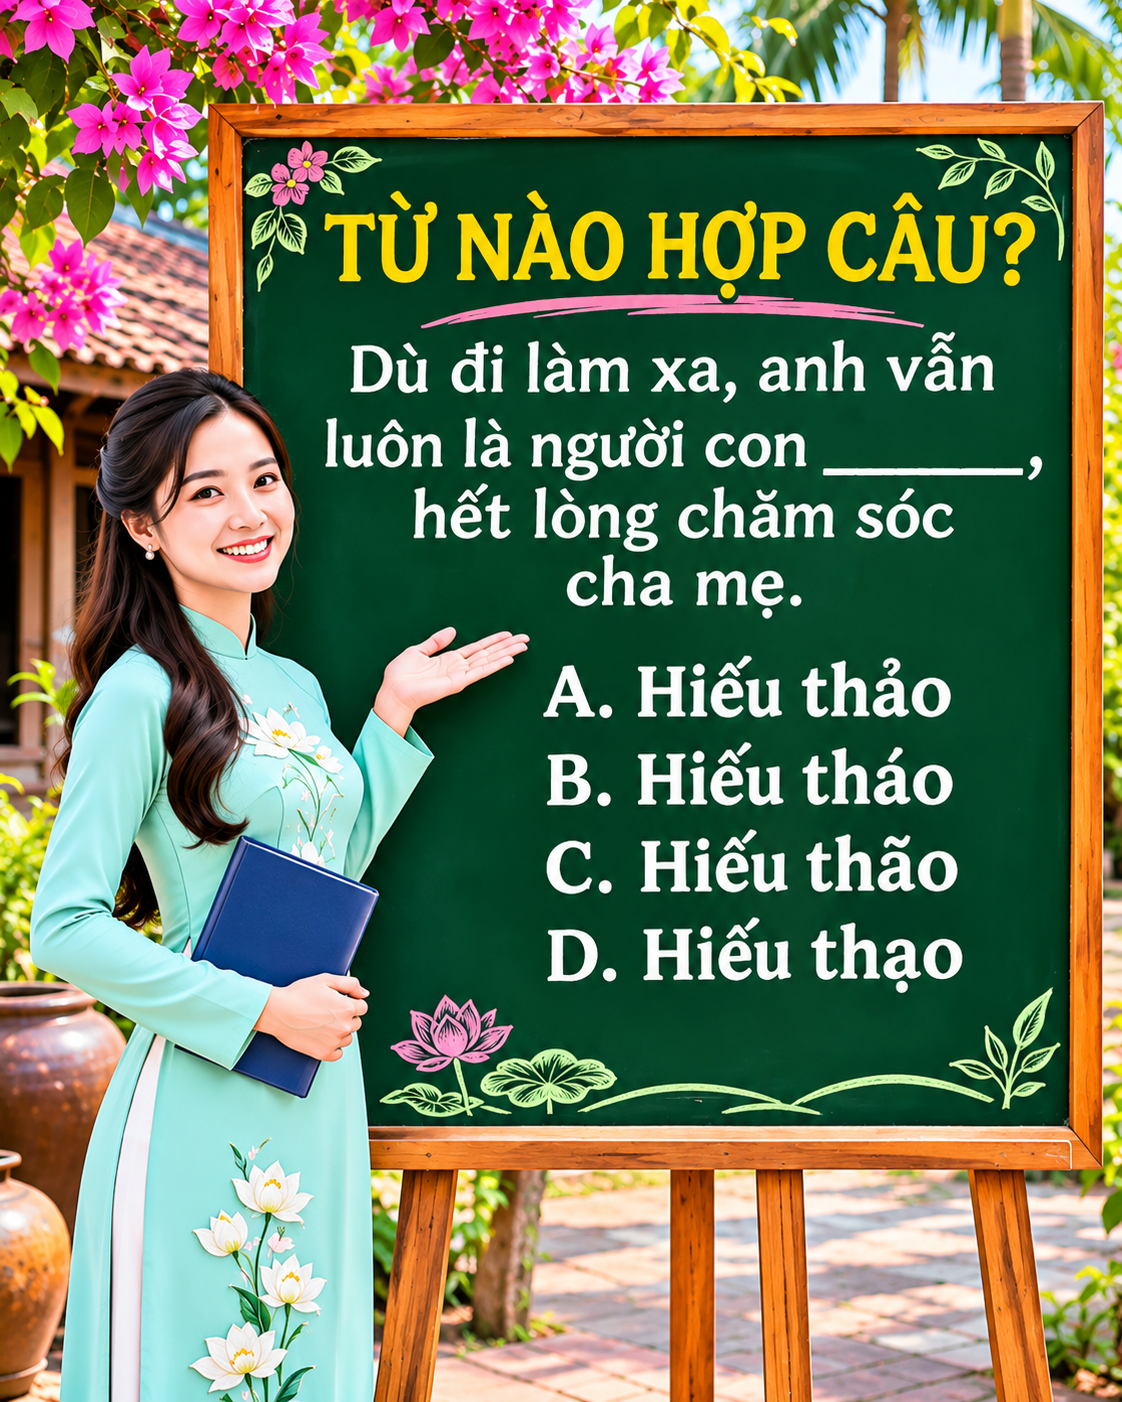 TỪ NÀO HỢP CÂU?
Dù đi làm xa, anh vẫn
luôn là người con ______,
hết lòng chăm sóc
cha mẹ.
A. Hiếu thảo
B. Hiếu tháo
C. Hiếu thão
D. Hiếu thạo